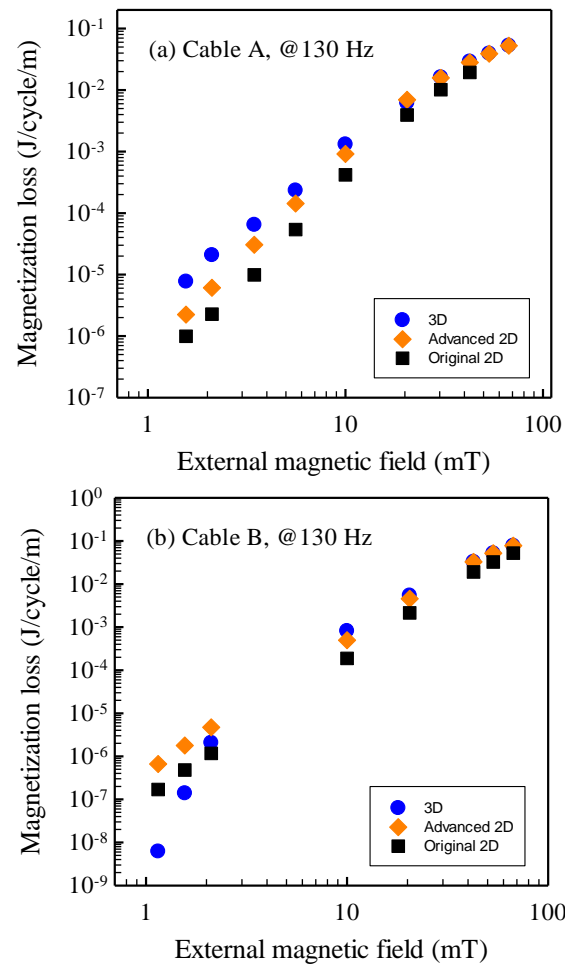 (a) Cable A, @130 Hz
Magnetization loss (J/cycle/m)
10⁻¹
10⁻²
10⁻³
10⁻⁴
10⁻⁵
10⁻⁶
10⁻⁷
3D
Advanced 2D
Original 2D
1 10 100
External magnetic field (mT)
(b) Cable B, @130 Hz
Magnetization loss (J/cycle/m)
10⁰
10⁻¹
10⁻²
10⁻³
10⁻⁴
10⁻⁵
10⁻⁶
10⁻⁷
10⁻⁸
10⁻⁹
3D
Advanced 2D
Original 2D
1 10 100
External magnetic field (mT)